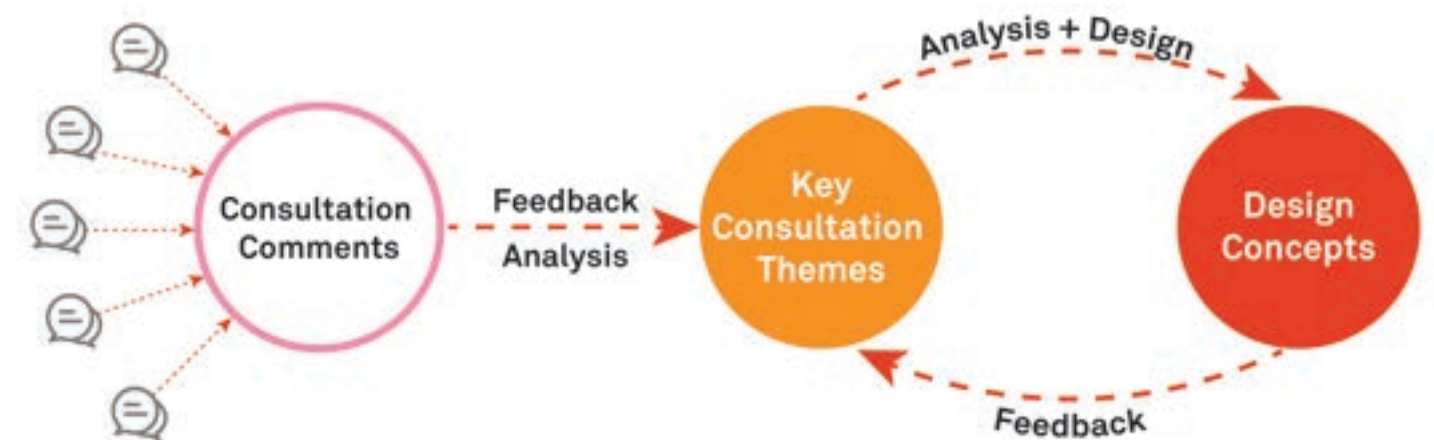 Consultation
Comments
Feedback
Analysis
Key
Consultation
Themes
Analysis + Design
Design
Concepts
Feedback